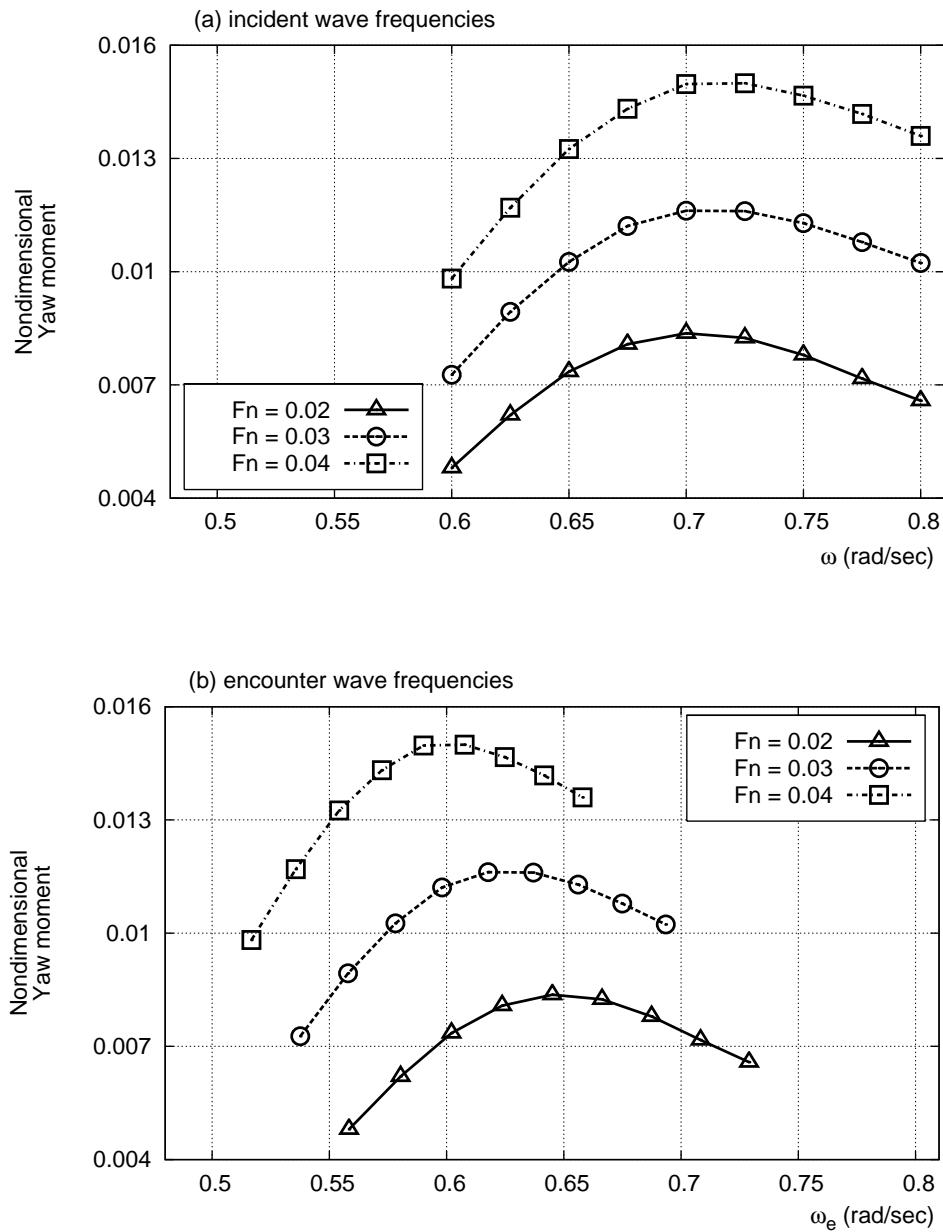 (a) incident wave frequencies
0.016
0.013
0.01
0.007
0.004
Nondimensional
Yaw moment
Fn = 0.02
Fn = 0.03
Fn = 0.04
0.5 0.55 0.6 0.65 0.7 0.75 0.8
ω (rad/sec)
(b) encounter wave frequencies
0.016
0.013
0.01
0.007
0.004
Nondimensional
Yaw moment
Fn = 0.02
Fn = 0.03
Fn = 0.04
0.5 0.55 0.6 0.65 0.7 0.75 0.8
ωe (rad/sec)